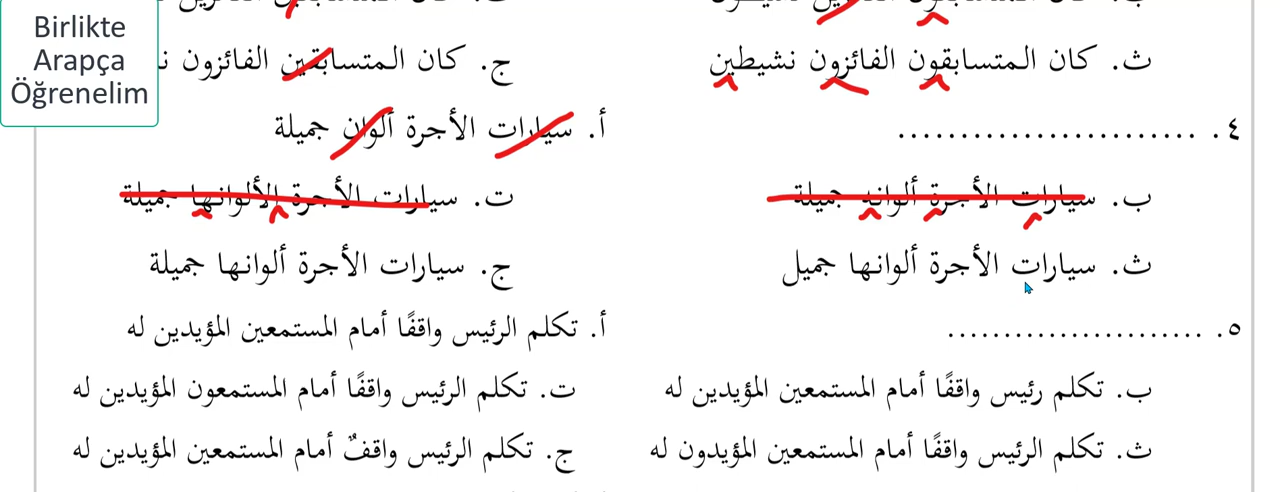 Birlikte
Arapça
Öğrenelim
ث. كان المتسابقون الفائزون نشيطين ج. كان المتسابقين الفائزون
٤. ........................ أ. سيارات الأجرة ألوان جميلة
ب. سيارات الأجرة ألوانه جميلة ت. سيارات الأجرة الألوانها جميلة
ث. سيارات الأجرة ألوانها جميل ج. سيارات الأجرة ألوانها جميلة
٥. ..................... أ. تكلم الرئيس واقفًا أمام المستمعين المؤيدين له
ب. تكلم رئيس واقفًا أمام المستمعين المؤيدين له ت. تكلم الرئيس واقفًا أمام المستمعون المؤيدين له
ث. تكلم الرئيس واقفًا أمام المستمعين المؤيدون له ج. تكلم الرئيس واقفٌ أمام المستمعين المؤيدين له